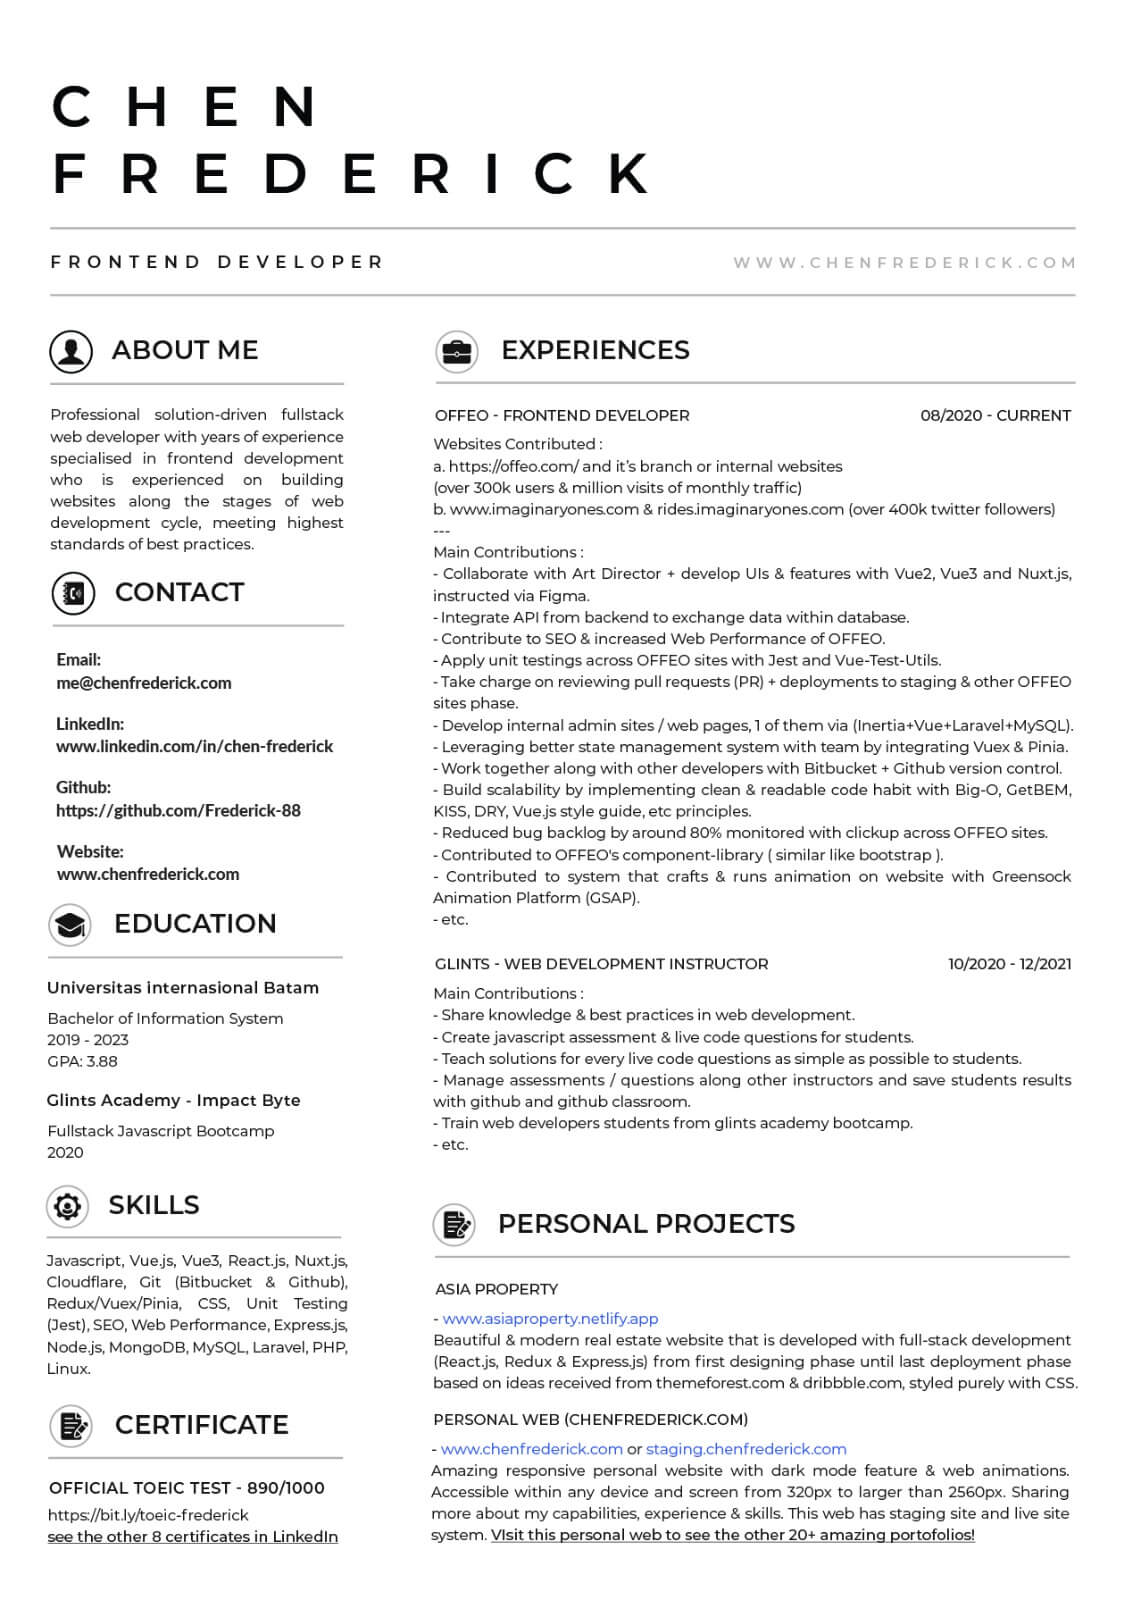 CHEN
FREDERICK
FRONTEND DEVELOPER
WWW.CHENFREDERICK.COM
ABOUT ME
Professional solution-driven fullstack
web developer with years of experience
specialised in frontend development
who is experienced on building
websites along the stages of web
development cycle, meeting highest
standards of best practices.
CONTACT
Email:
me@chenfrederick.com
LinkedIn:
www.linkedin.com/in/chen-frederick
Github:
https://github.com/Frederick-88
Website:
www.chenfrederick.com
EDUCATION
Universitas internasional Batam
Bachelor of Information System
2019 - 2023
GPA: 3.88
Glints Academy - Impact Byte
Fullstack Javascript Bootcamp
2020
SKILLS
Javascript, Vue.js, Vue3, React.js, Nuxt.js,
Cloudflare, Git (Bitbucket & Github),
Redux/Vuex/Pinia, CSS, Unit Testing
(Jest), SEO, Web Performance, Express.js,
Node.js, MongoDB, MySQL, Laravel, PHP,
Linux.
CERTIFICATE
OFFICIAL TOEIC TEST - 890/1000
https://bit.ly/toeic-frederick
see the other 8 certificates in LinkedIn
EXPERIENCES
OFFEO - FRONTEND DEVELOPER 08/2020 - CURRENT
Websites Contributed :
a. https://offeo.com/ and it's branch or internal websites
(over 300k users & million visits of monthly traffic)
b. www.imaginaryones.com & rides.imaginaryones.com (over 400k twitter followers)
---
Main Contributions :
- Collaborate with Art Director + develop UIs & features with Vue2, Vue3 and Nuxt.js,
instructed via Figma.
- Integrate API from backend to exchange data within database.
- Contribute to SEO & increased Web Performance of OFFEO.
- Apply unit testings across OFFEO sites with Jest and Vue-Test-Utils.
- Take charge on reviewing pull requests (PR) + deployments to staging & other OFFEO
sites phase.
- Develop internal admin sites / web pages, 1 of them via (Inertia+Vue+Laravel+MySQL).
- Leveraging better state management system with team by integrating Vuex & Pinia.
- Work together along with other developers with Bitbucket + Github version control.
- Build scalability by implementing clean & readable code habit with Big-O, GetBEM,
KISS, DRY, Vue.js style guide, etc principles.
- Reduced bug backlog by around 80% monitored with clickup across OFFEO sites.
- Contributed to OFFEO's component-library ( similar like bootstrap ).
- Contributed to system that crafts & runs animation on website with Greensock
Animation Platform (GSAP).
- etc.
GLINTS - WEB DEVELOPMENT INSTRUCTOR 10/2020 - 12/2021
Main Contributions :
- Share knowledge & best practices in web development.
- Create javascript assessment & live code questions for students.
- Teach solutions for every live code questions as simple as possible to students.
- Manage assessments / questions along other instructors and save students results
with github and github classroom.
- Train web developers students from glints academy bootcamp.
- etc.
PERSONAL PROJECTS
ASIA PROPERTY
- www.asiaproperty.netlify.app
Beautiful & modern real estate website that is developed with full-stack development
(React.js, Redux & Express.js) from first designing phase until last deployment phase
based on ideas received from themeforest.com & dribbble.com, styled purely with CSS.
PERSONAL WEB (CHENFREDERICK.COM)
- www.chenfrederick.com or staging.chenfrederick.com
Amazing responsive personal website with dark mode feature & web animations.
Accessible within any device and screen from 320px to larger than 2560px. Sharing
more about my capabilities, experience & skills. This web has staging site and live site
system. VIsit this personal web to see the other 20+ amazing portofolios!